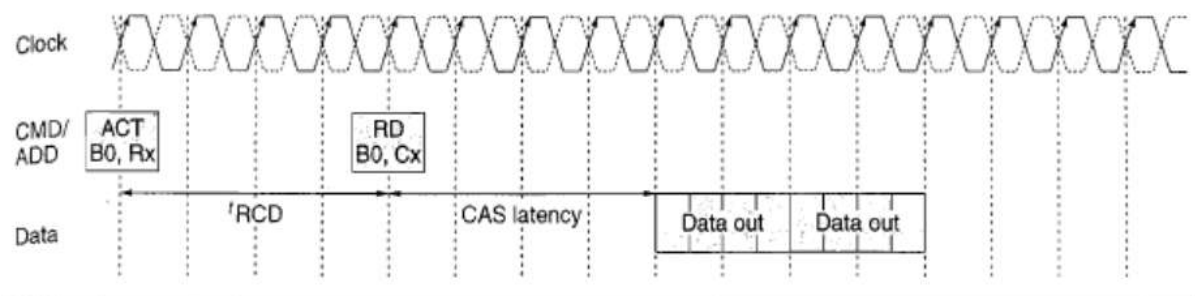 Clock
CMD/
ADD
ACT
B0, Rx
RD
B0, Cx
tRCD
CAS latency
Data
Data out
Data out